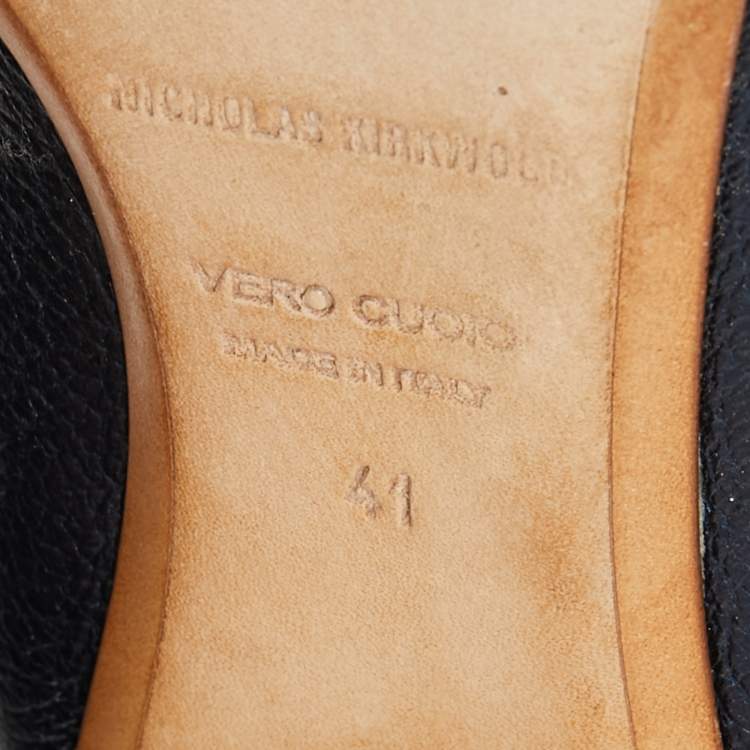 NICHOLAS KIRKWOOD
VERO CUOIO
MADE IN ITALY
41